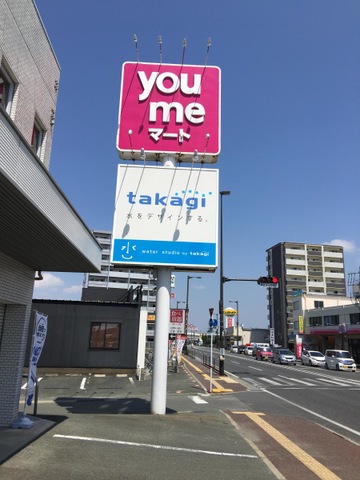 you
me
マート
takagi
水をデザインする。
water studio by takagi